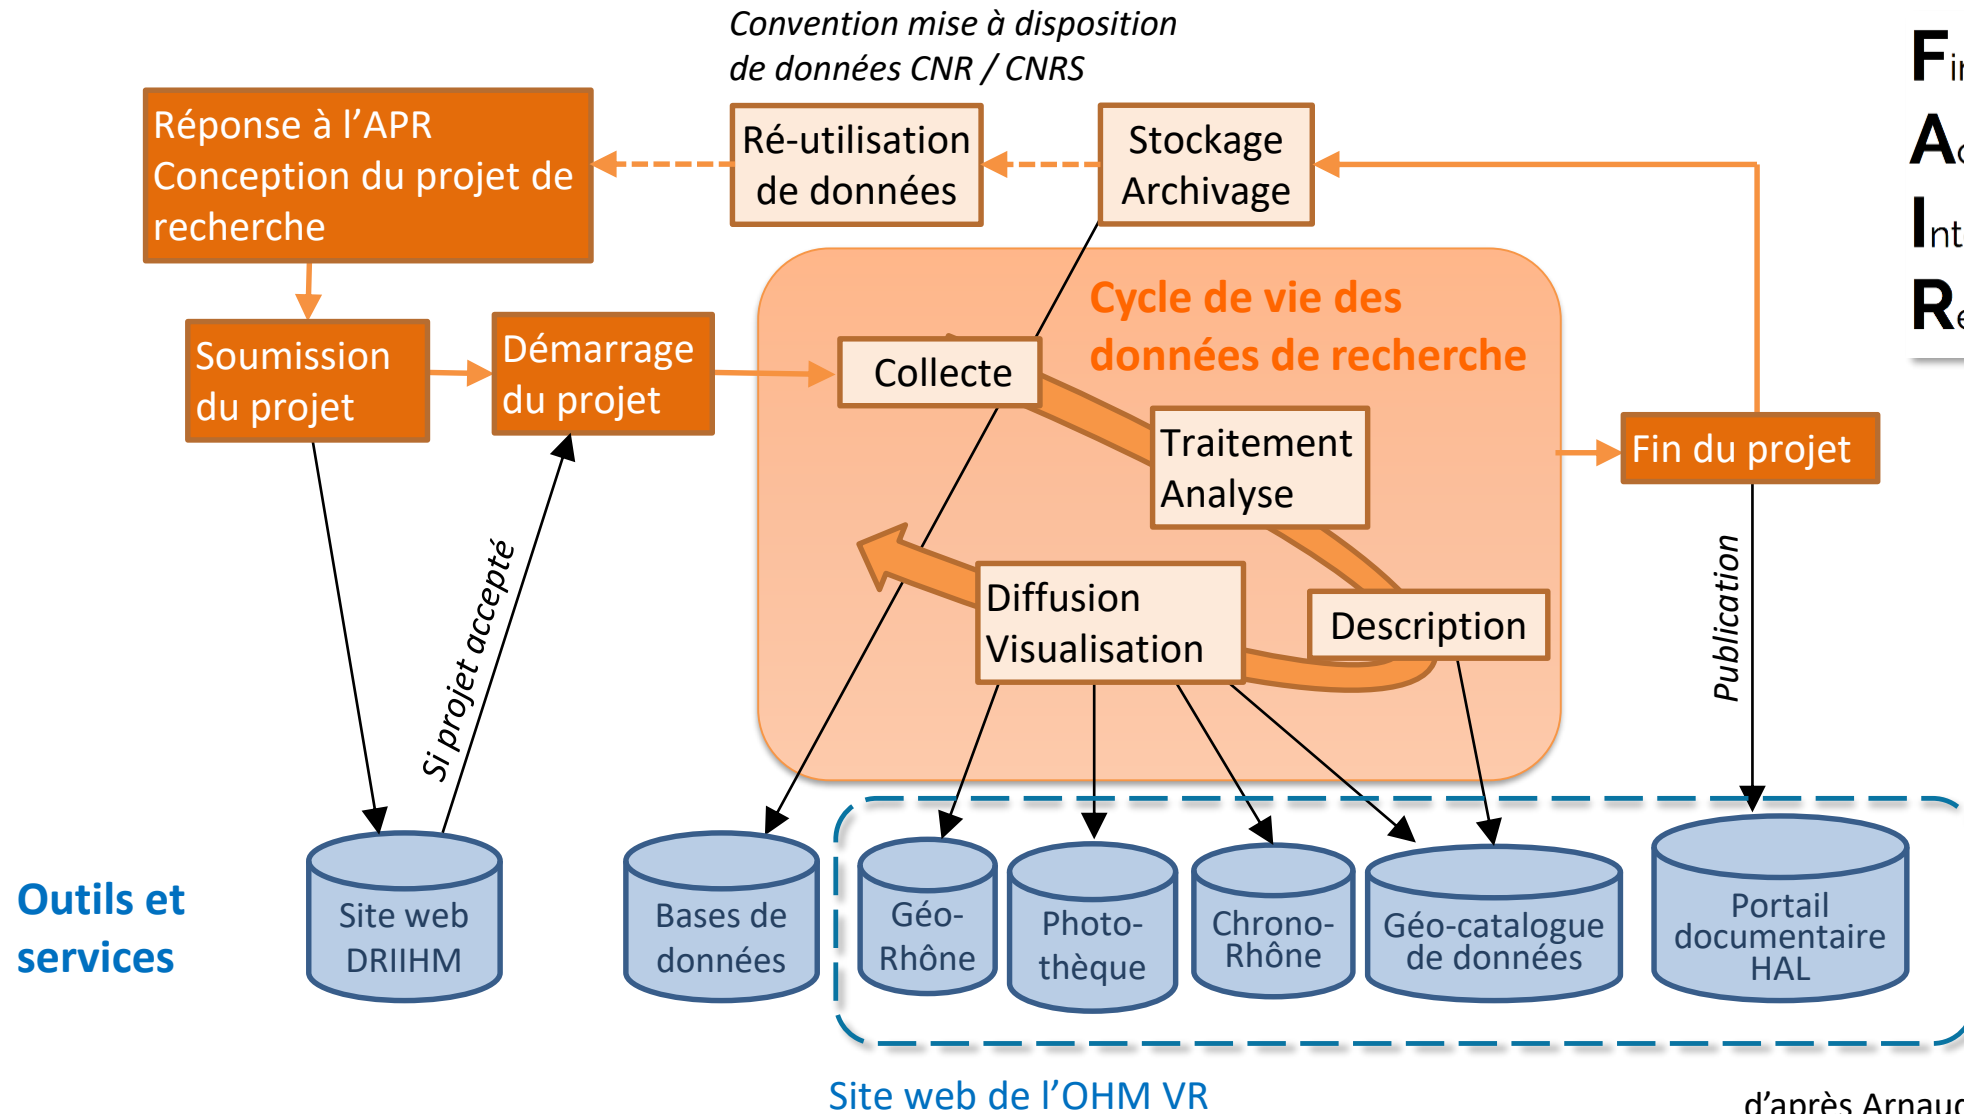 Convention mise à disposition
de données CNR / CNRS
Réponse à l'APR
Conception du projet de
recherche
Ré-utilisation
de données
Stockage
Archivage
Soumission
du projet
Démarrage
du projet
Cycle de vie des
données de recherche
Collecte
Traitement
Analyse
Diffusion
Visualisation
Description
Fin du projet
Si projet accepté
Publication
Outils et
services
Site web
DRIIHM
Bases de
données
Géo-
Rhône
Photo-
thèque
Chrono-
Rhône
Géo-catalogue
de données
Portail
documentaire
HAL
Site web de l'OHM VR
d'après Arnaud
F
A
I
R